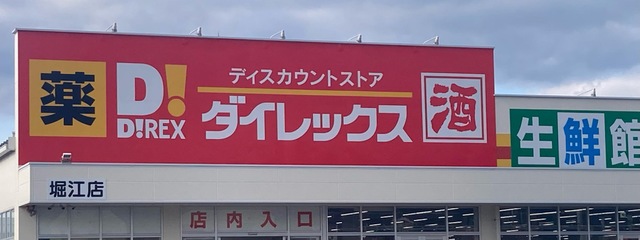 薬
D!
D!REX
ディスカウントストア
ダイレックス
酒
生鮮館
堀江店
店内入口